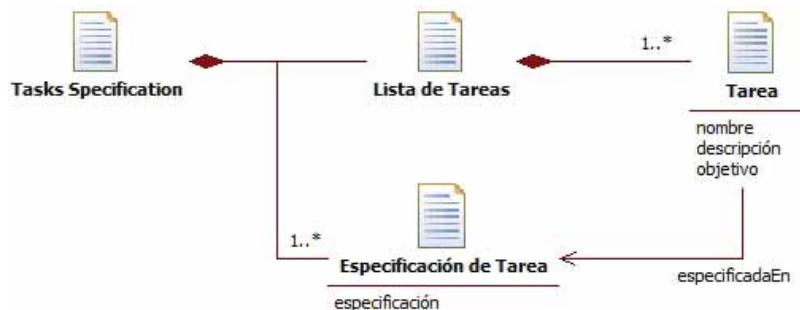 1..*
Tasks Specification
Lista de Tareas
Tarea
nombre
descripción
objetivo
1..*
Especificación de Tarea
especificadaEn
especificación